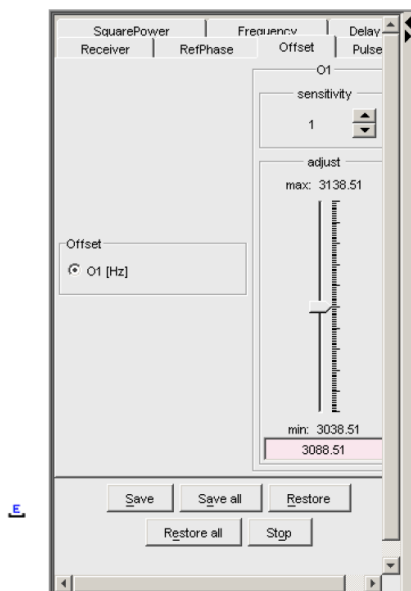 SquarePower Frequency Delay
Receiver RefPhase Offset Pulse
O1
sensitivity
1
adjust
max: 3138.51
Offset
O1 [Hz]
min: 3038.51
3088.51
Save Save all Restore
Restore all Stop
E